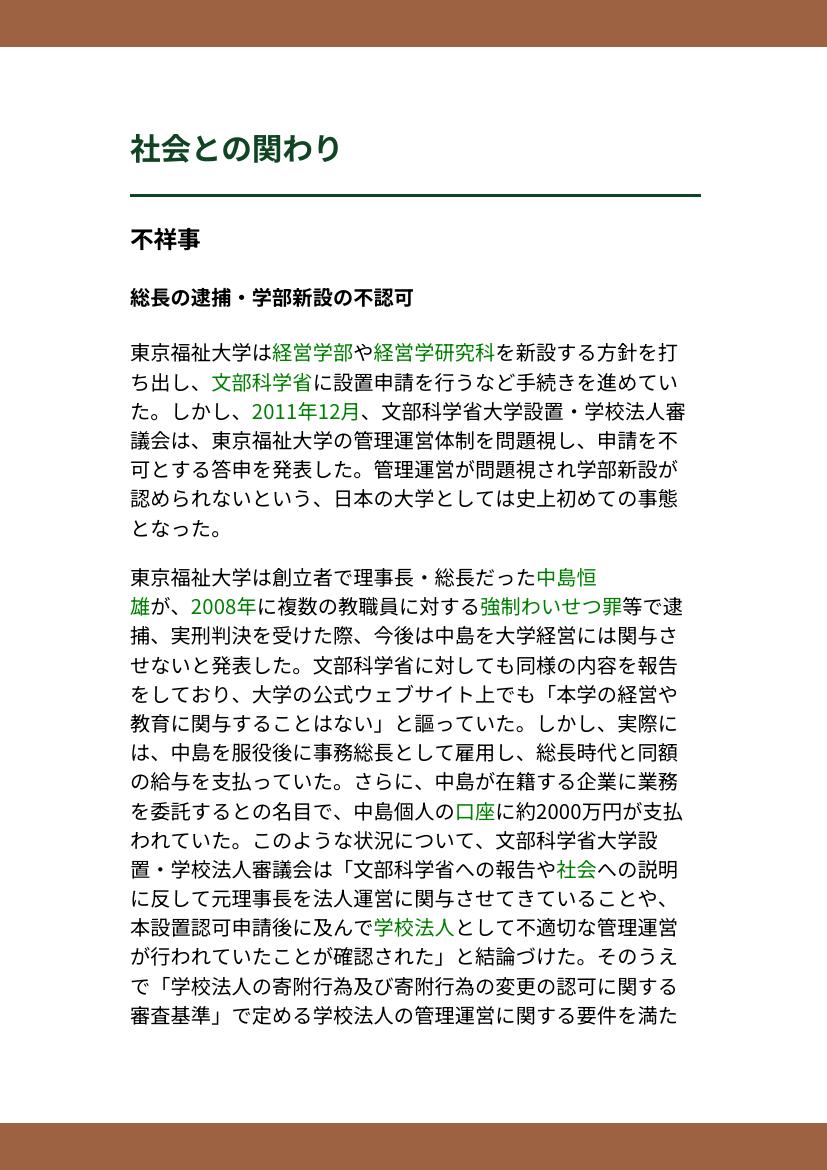 社会との関わり
不祥事
総長の逮捕・学部新設の不認可
東京福祉大学は経営学部や経営学研究科を新設する方針を打
ち出し、文部科学省に設置申請を行うなど手続きを進めてい
た。しかし、2011年12月、文部科学省大学設置・学校法人審
議会は、東京福祉大学の管理運営体制を問題視し、申請を不
可とする答申を発表した。管理運営が問題視され学部新設が
認められないという、日本の大学としては史上初めての事態
となった。
東京福祉大学は創立者で理事長・総長だった中島恒
雄が、2008年に複数の教職員に対する強制わいせつ罪等で逮
捕、実刑判決を受けた際、今後は中島を大学経営には関与さ
せないと発表した。文部科学省に対しても同様の内容を報告
をしており、大学の公式ウェブサイト上でも「本学の経営や
教育に関与することはない」と謳っていた。しかし、実際に
は、中島を服役後に事務総長として雇用し、総長時代と同額
の給与を支払っていた。さらに、中島が在籍する企業に業務
を委託するとの名目で、中島個人の口座に約2000万円が支払
われていた。このような状況について、文部科学省大学設
置・学校法人審議会は「文部科学省への報告や社会への説明
に反して元理事長を法人運営に関与させてきていることや、
本設置認可申請後に及んで学校法人として不適切な管理運営
が行われていたことが確認された」と結論づけた。そのうえ
で「学校法人の寄附行為及び寄附行為の変更の認可に関する
審査基準」で定める学校法人の管理運営に関する要件を満た